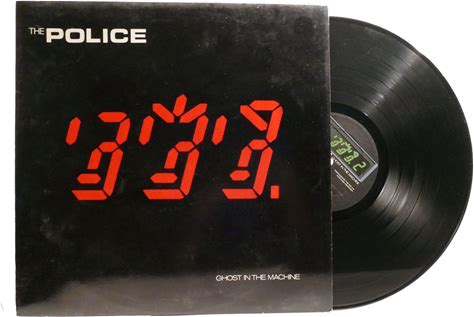 THE POLICE
GHOST IN THE MACHINE